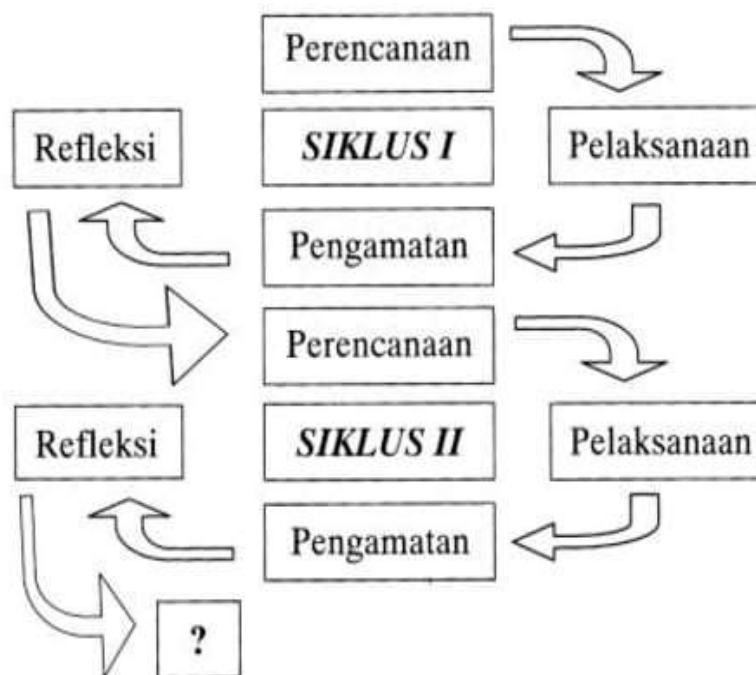 Perencanaan
Refleksi
SIKLUS I
Pelaksanaan
Pengamatan
Perencanaan
Refleksi
SIKLUS II
Pelaksanaan
Pengamatan
?